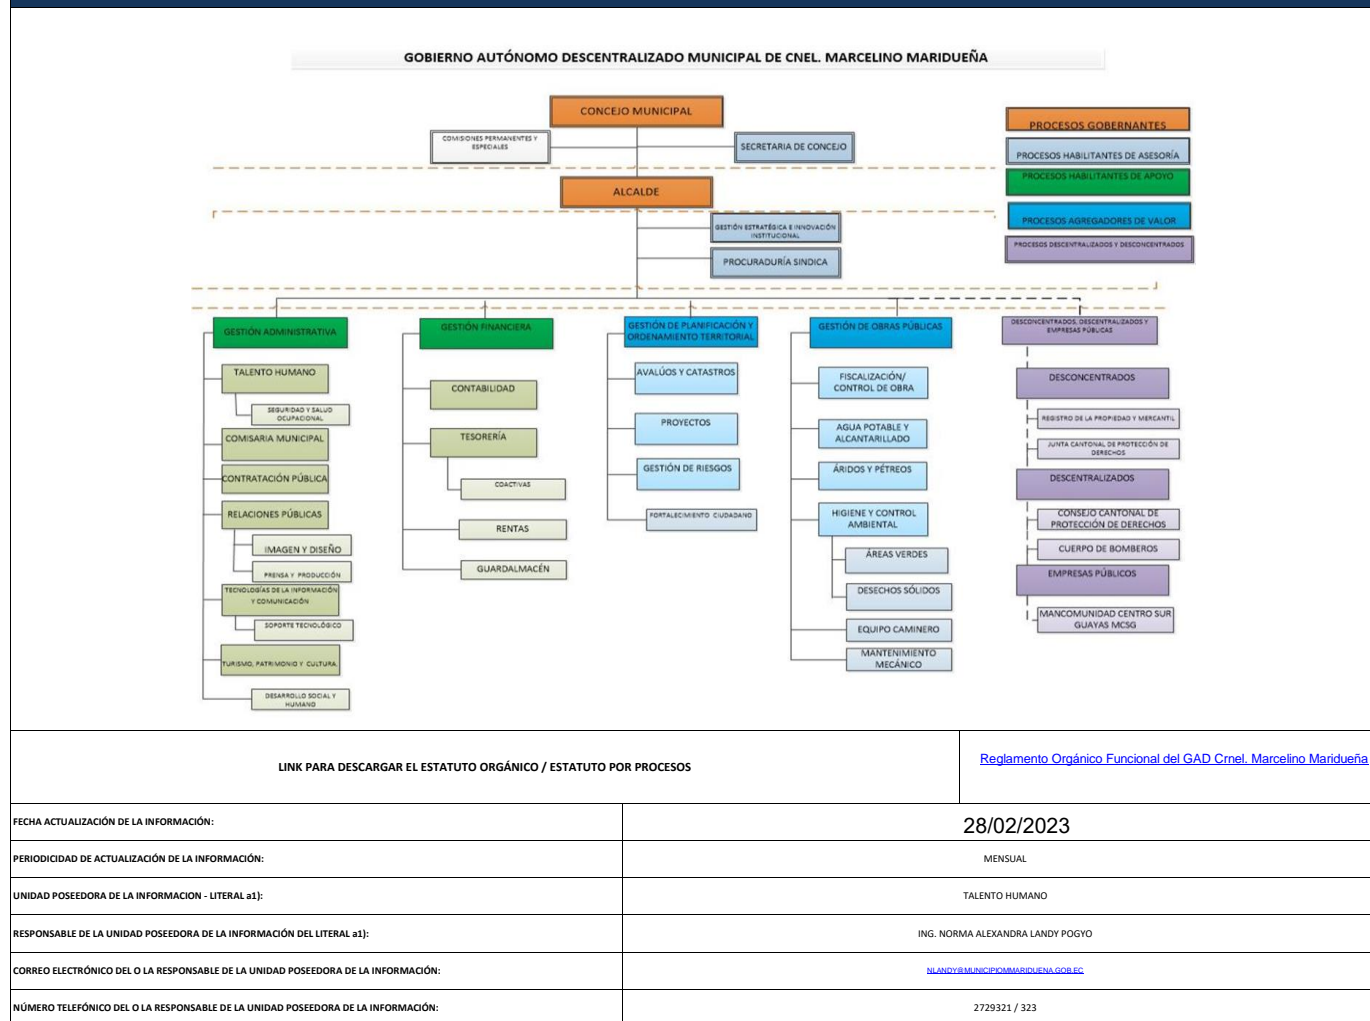 GOBIERNO AUTÓNOMO DESCENTRALIZADO MUNICIPAL DE CNEL. MARCELINO MARIDUEÑA
CONCEJO MUNICIPAL
COMISIONES PERMANENTES Y
ESPECIALES
SECRETARIA DE CONCEJO
ALCALDE
GESTIÓN ESTRATÉGICA E INNOVACIÓN
INSTITUCIONAL
PROCURADURÍA SINDICA
PROCESOS GOBERNANTES
PROCESOS HABILITANTES DE ASESORÍA
PROCESOS HABILITANTES DE APOYO
PROCESOS AGREGADORES DE VALOR
PROCESOS DESCENTRALIZADOS Y DESCONCENTRADOS
GESTIÓN ADMINISTRATIVA
TALENTO HUMANO
SEGURIDAD Y SALUD
OCUPACIONAL
COMISARIA MUNICIPAL
CONTRATACIÓN PÚBLICA
RELACIONES PÚBLICAS
IMAGEN Y DISEÑO
PRENSA Y PRODUCCIÓN
TECNOLOGÍAS DE LA INFORMACIÓN
Y COMUNICACIÓN
SOPORTE TECNOLÓGICO
TURISMO, PATRIMONIO Y CULTURA.
DESARROLLO SOCIAL Y
HUMANO
GESTIÓN FINANCIERA
CONTABILIDAD
TESORERÍA
COACTIVAS
RENTAS
GUARDALMACÉN
GESTIÓN DE PLANIFICACIÓN Y
ORDENAMIENTO TERRITORIAL
AVALÚOS Y CATASTROS
PROYECTOS
GESTIÓN DE RIESGOS
FORTALECIMIENTO CIUDADANO
GESTIÓN DE OBRAS PÚBLICAS
FISCALIZACIÓN/
CONTROL DE OBRA
AGUA POTABLE Y
ALCANTARILLADO
ÁRIDOS Y PÉTREOS
HIGIENE Y CONTROL
AMBIENTAL
ÁREAS VERDES
DESECHOS SÓLIDOS
EQUIPO CAMINERO
MANTENIMIENTO
MECÁNICO
DESCONCENTRADOS, DESCENTRALIZADOS Y
EMPRESAS PÚBLICAS
DESCONCENTRADOS
REGISTRO DE LA PROPIEDAD Y MERCANTIL
JUNTA CANTONAL DE PROTECCIÓN DE
DERECHOS
DESCENTRALIZADOS
CONSEJO CANTONAL DE
PROTECCIÓN DE DERECHOS
CUERPO DE BOMBEROS
EMPRESAS PÚBLICOS
MANCOMUNIDAD CENTRO SUR
GUAYAS MCSG
LINK PARA DESCARGAR EL ESTATUTO ORGÁNICO / ESTATUTO POR PROCESOS
Reglamento Orgánico Funcional del GAD Crnel. Marcelino Maridueña
FECHA ACTUALIZACIÓN DE LA INFORMACIÓN:
28/02/2023
PERIODICIDAD DE ACTUALIZACIÓN DE LA INFORMACIÓN:
MENSUAL
UNIDAD POSEEDORA DE LA INFORMACION - LITERAL a1):
TALENTO HUMANO
RESPONSABLE DE LA UNIDAD POSEEDORA DE LA INFORMACIÓN DEL LITERAL a1):
ING. NORMA ALEXANDRA LANDY POGYO
CORREO ELECTRÓNICO DEL O LA RESPONSABLE DE LA UNIDAD POSEEDORA DE LA INFORMACIÓN:
NLANDY@MUNICIPIOMMARIDUENA.GOB.EC
NÚMERO TELEFÓNICO DEL O LA RESPONSABLE DE LA UNIDAD POSEEDORA DE LA INFORMACIÓN:
2729321 / 323